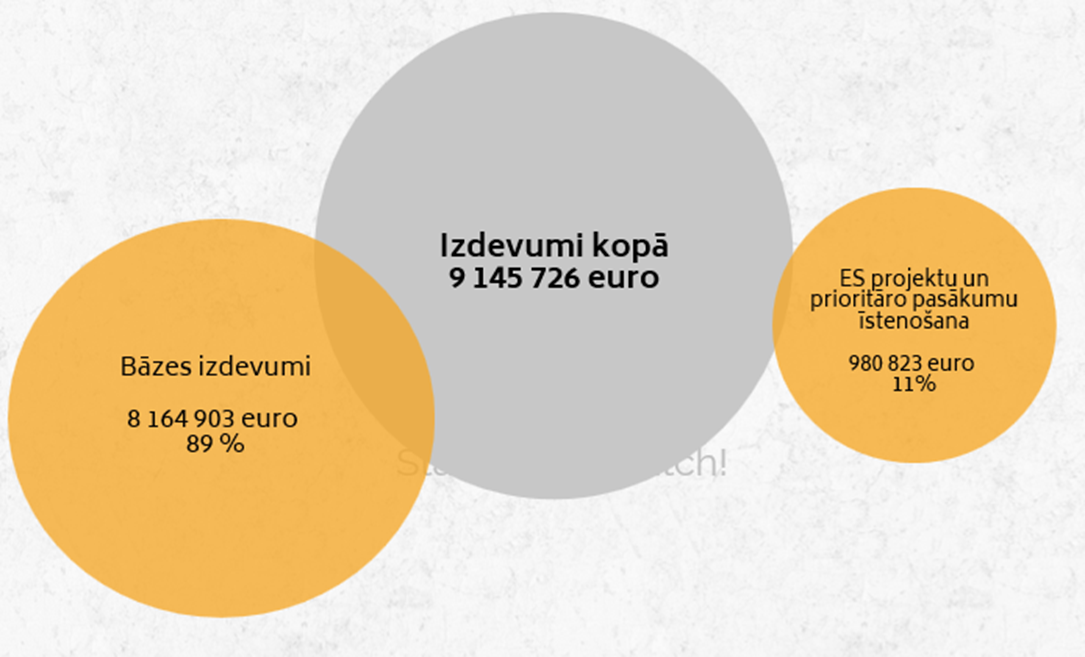 Izdevumi kopā
9 145 726 euro
Bāzes izdevumi
8 164 903 euro
89 %
ES projektu un
prioritāro pasākumu
īstenošana
980 823 euro
11%